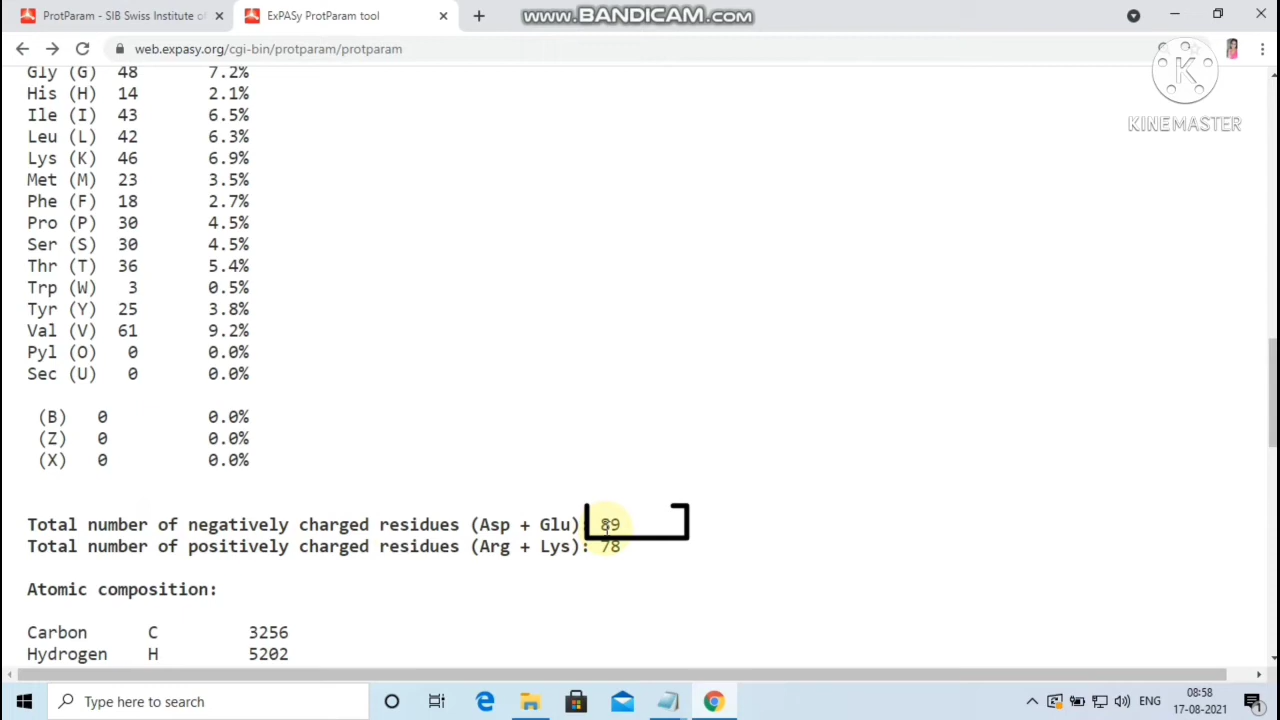 ProtParam - SIB Swiss Institute of
ExPASy ProtParam tool
WWW.BANDICAM.COM
web.expasy.org/cgi-bin/protparam/protparam
KINEMASTER
Gly (G) 48 7.2%
His (H) 14 2.1%
Ile (I) 43 6.5%
Leu (L) 42 6.3%
Lys (K) 46 6.9%
Met (M) 23 3.5%
Phe (F) 18 2.7%
Pro (P) 30 4.5%
Ser (S) 30 4.5%
Thr (T) 36 5.4%
Trp (W) 3 0.5%
Tyr (Y) 25 3.8%
Val (V) 61 9.2%
Pyl (O) 0 0.0%
Sec (U) 0 0.0%
(B) 0 0.0%
(Z) 0 0.0%
(X) 0 0.0%
Total number of negatively charged residues (Asp + Glu): 89
Total number of positively charged residues (Arg + Lys): 78
Atomic composition:
Carbon C 3256
Hydrogen H 5202
Type here to search
ENG
08:58
17-08-2021